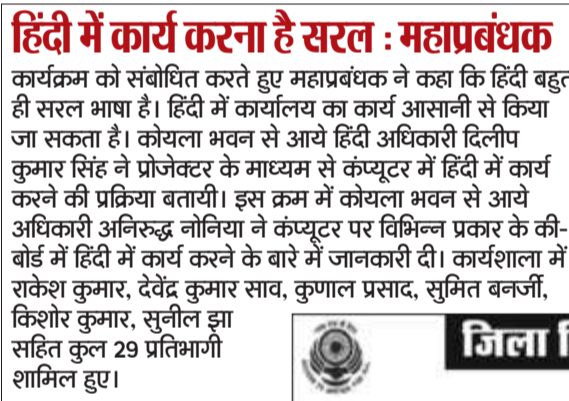 हिंदी में कार्य करना है सरल : महाप्रबंधक
कार्यक्रम को संबोधित करते हुए महाप्रबंधक ने कहा कि हिंदी बहुत
ही सरल भाषा है। हिंदी में कार्यालय का कार्य आसानी से किया
जा सकता है। कोयला भवन से आये हिंदी अधिकारी दिलीप
कुमार सिंह ने प्रोजेक्टर के माध्यम से कंप्यूटर में हिंदी में कार्य
करने की प्रक्रिया बतायी। इस क्रम में कोयला भवन से आये
अधिकारी अनिरुद्ध नोनिया ने कंप्यूटर पर विभिन्न प्रकार के की-
बोर्ड में हिंदी में कार्य करने के बारे में जानकारी दी। कार्यशाला में
राकेश कुमार, देवेंद्र कुमार साव, कुणाल प्रसाद, सुमित बनर्जी,
किशोर कुमार, सुनील झा
सहित कुल 29 प्रतिभागी
शामिल हुए।
जिला